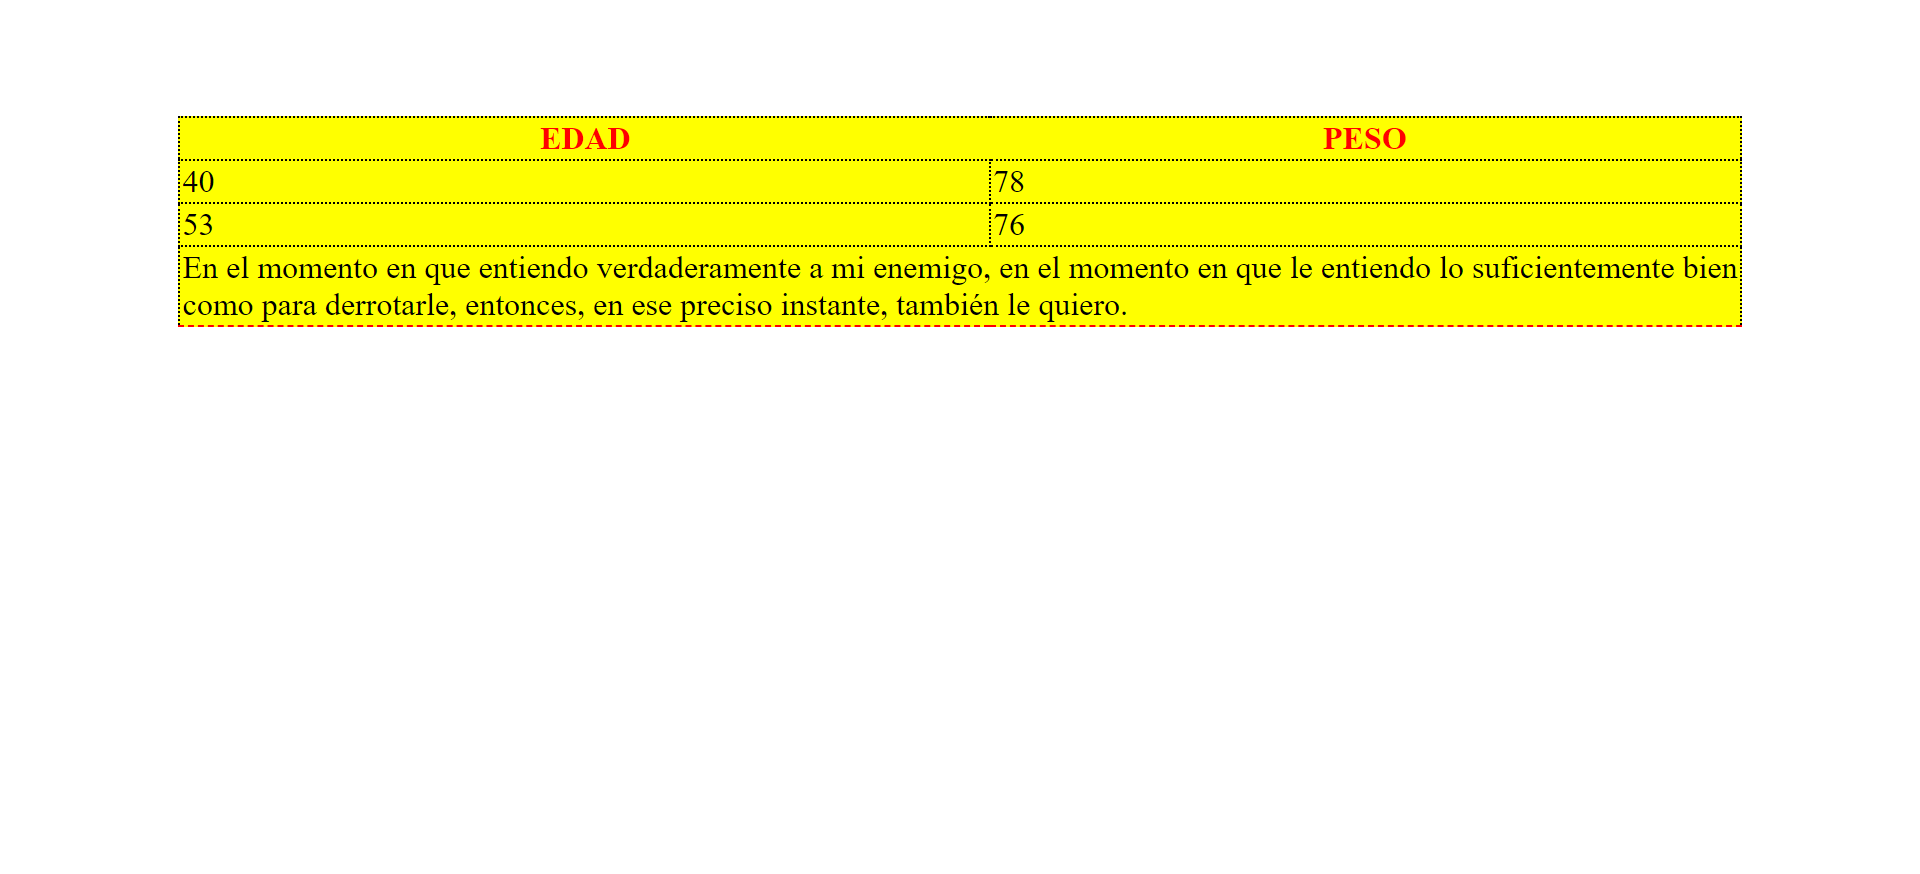 EDAD PESO
40 78
53 76
En el momento en que entiendo verdaderamente a mi enemigo, en el momento en que le entiendo lo suficientemente bien
como para derrotarle, entonces, en ese preciso instante, también le quiero.